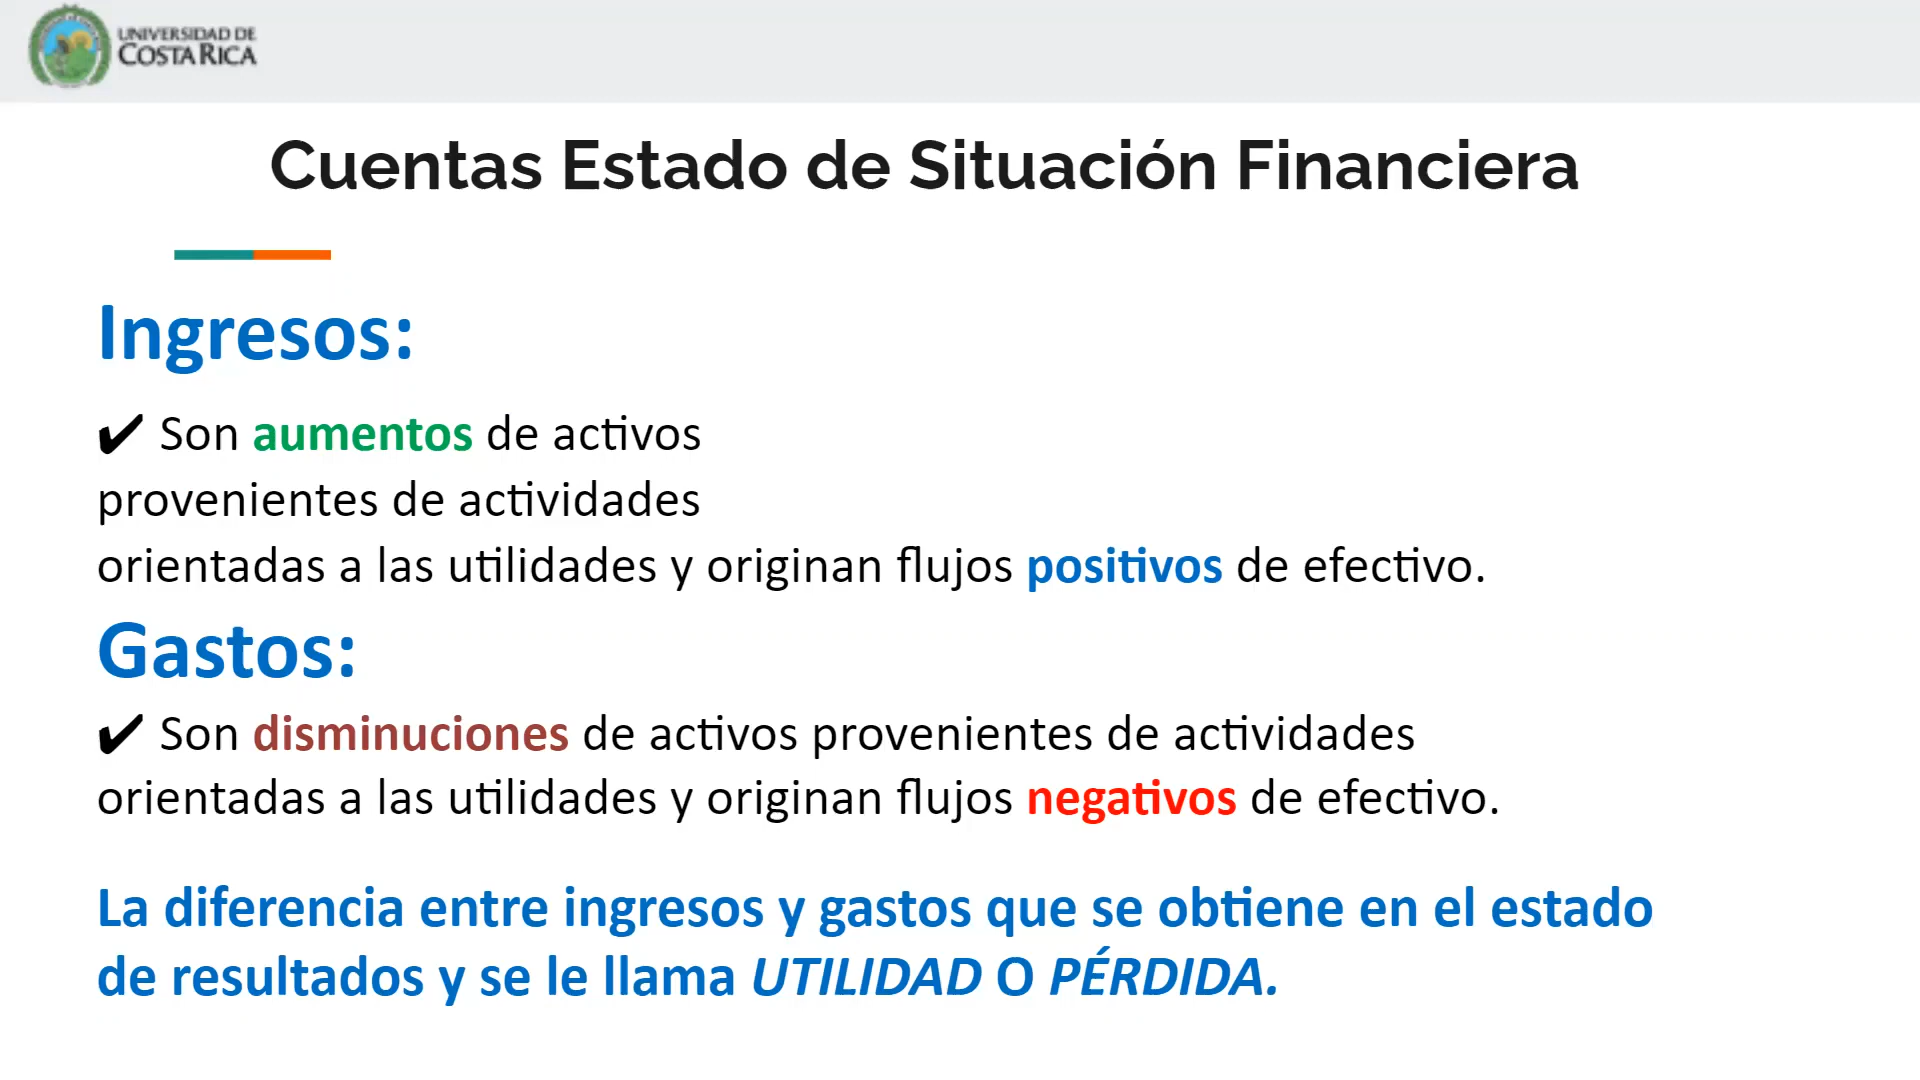 UNIVERSIDAD DE
COSTA RICA
Cuentas Estado de Situación Financiera
Ingresos:
✔ Son aumentos de activos
provenientes de actividades
orientadas a las utilidades y originan flujos positivos de efectivo.
Gastos:
✔ Son disminuciones de activos provenientes de actividades
orientadas a las utilidades y originan flujos negativos de efectivo.
La diferencia entre ingresos y gastos que se obtiene en el estado
de resultados y se le llama UTILIDAD O PÉRDIDA.